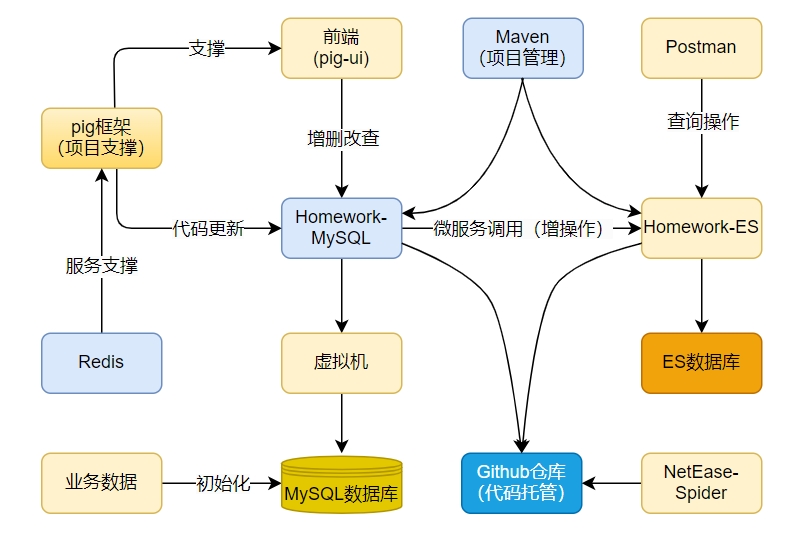 支撑
前端
(pig-ui)
Maven
（项目管理）
Postman
pig框架
（项目支撑）
增删改查
查询操作
代码更新
Homework-
MySQL
微服务调用（增操作）
Homework-ES
服务支撑
Redis
虚拟机
ES数据库
业务数据
初始化
MySQL数据库
Github仓库
（代码托管）
NetEase-
Spider